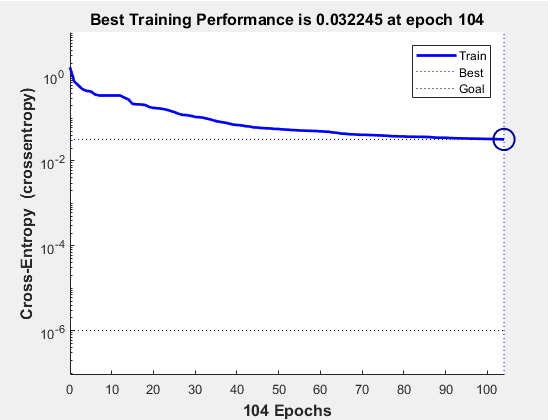 Best Training Performance is 0.032245 at epoch 104
Train
Best
Goal
Cross-Entropy (crossentropy)
10^0
10^-2
10^-4
10^-6
0 10 20 30 40 50 60 70 80 90 100
104 Epochs